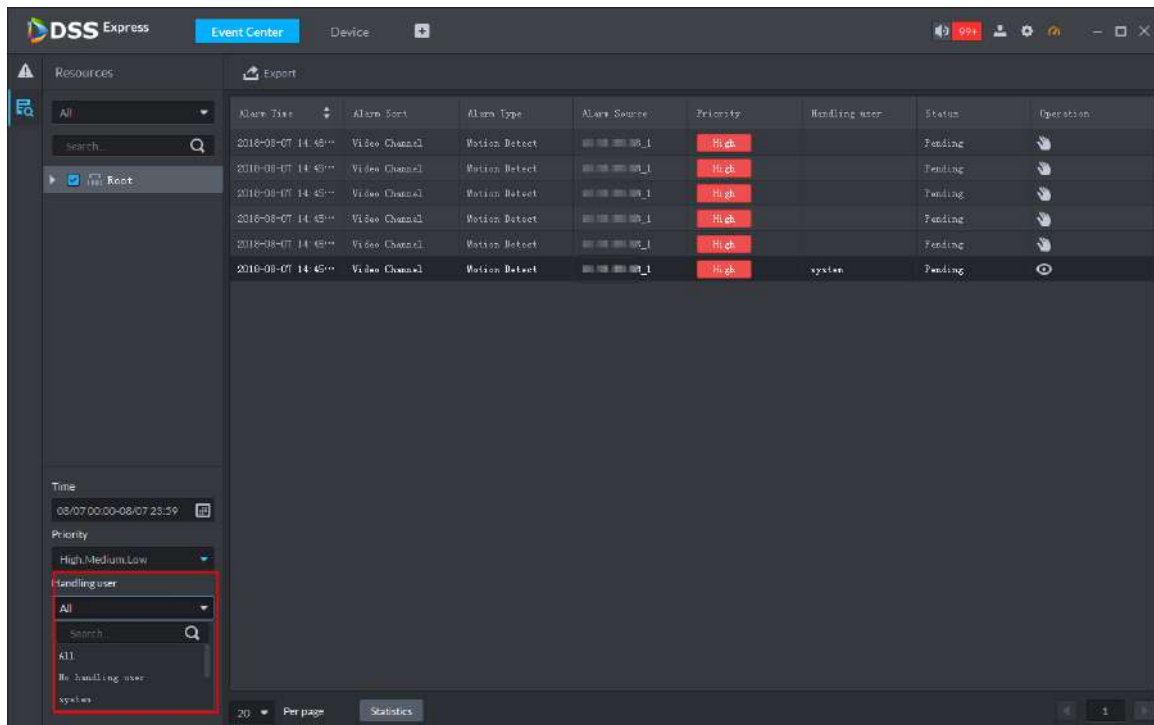 DSS Express Event Center Device 99+
Resources Export
All Alarm Time Alarm Sort Alarm Type Alarm Source Priority Handling user Status Operation
Search... 2018-08-07 14:45··· Video Channel Motion Detect _1 High Pending
2018-08-07 14:45··· Video Channel Motion Detect _1 High Pending
Root
2018-08-07 14:45··· Video Channel Motion Detect _1 High Pending
2018-08-07 14:45··· Video Channel Motion Detect _1 High Pending
2018-08-07 14:45··· Video Channel Motion Detect _1 High Pending
2018-08-07 14:45··· Video Channel Motion Detect _1 High system Pending
Time
08/07 00:00-08/07 23:59
Priority
High,Medium,Low
Handling user
All
Search...
All
No handling user
system
20 Per page Statistics 1